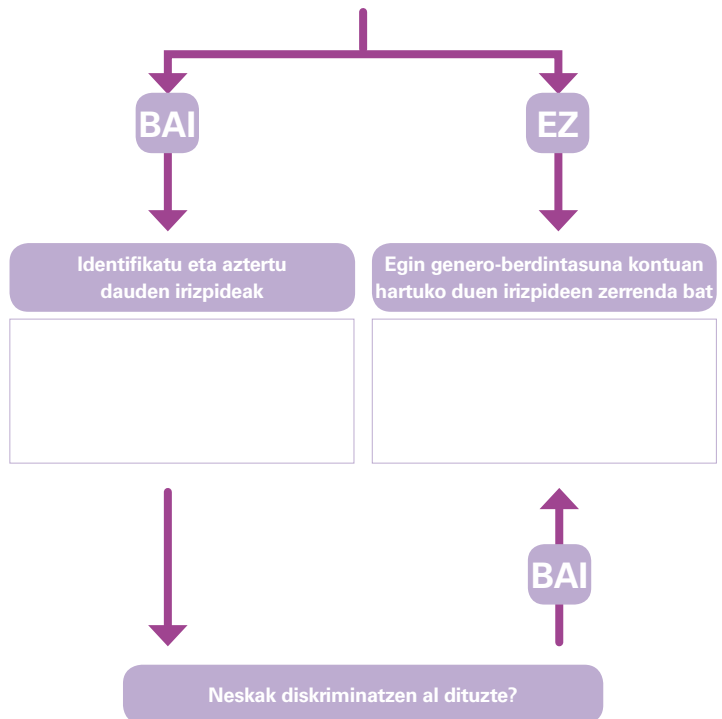 BAI
EZ
Identifikatu eta aztertu
dauden irizpideak
Egin genero-berdintasuna kontuan
hartuko duen irizpideen zerrenda bat
BAI
Neskak diskriminatzen al dituzte?